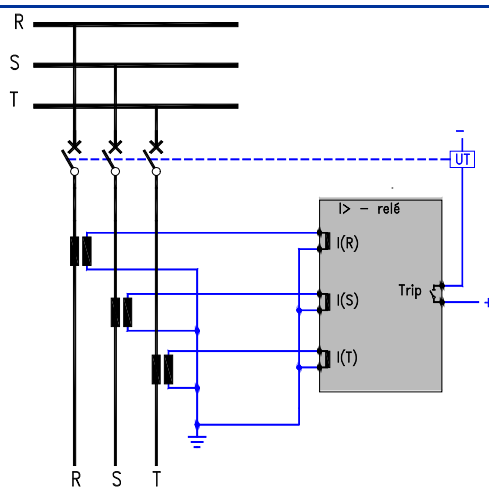 R
S
T
–
UT
I> – relé
I(R)
I(S)
Trip
+
I(T)
R S T